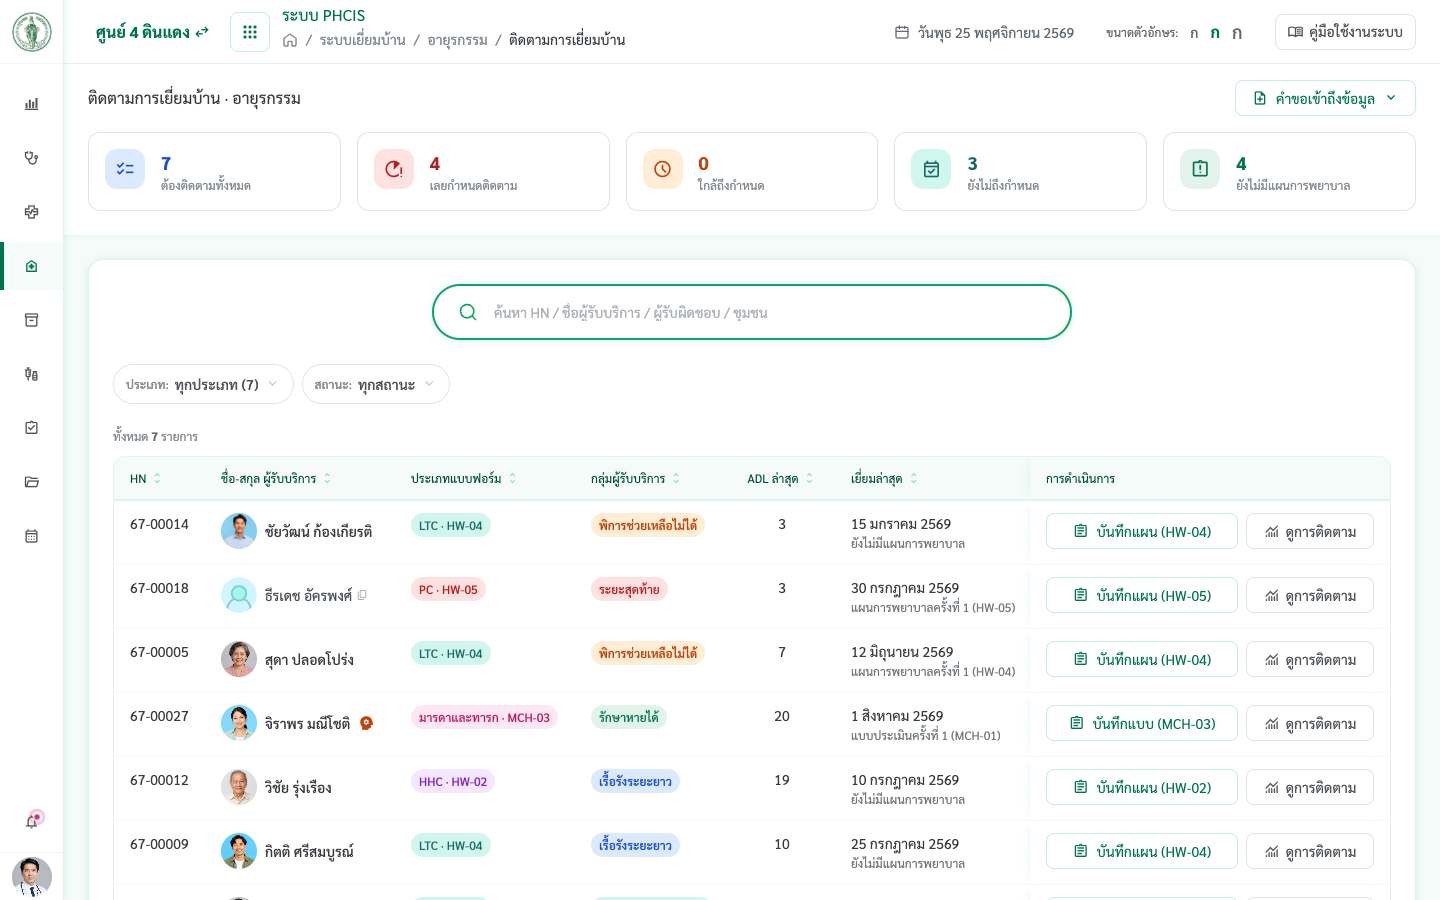 ศูนย์ 4 ดินแดง
ระบบ PHCIS
/ ระบบเยี่ยมบ้าน / อายุรกรรม / ติดตามการเยี่ยมบ้าน
วันพุธ 25 พฤศจิกายน 2569
ขนาดตัวอักษร: ก ก ก
คู่มือใช้งานระบบ
ติดตามการเยี่ยมบ้าน · อายุรกรรม
คำขอเข้าถึงข้อมูล
7
ต้องติดตามทั้งหมด
4
เลยกำหนดติดตาม
0
ใกล้ถึงกำหนด
3
ยังไม่ถึงกำหนด
4
ยังไม่มีแผนการพยาบาล
ค้นหา HN / ชื่อผู้รับบริการ / ผู้รับผิดชอบ / ชุมชน
ประเภท: ทุกประเภท (7)
สถานะ: ทุกสถานะ
ทั้งหมด 7 รายการ
HN ชื่อ-สกุล ผู้รับบริการ ประเภทแบบฟอร์ม กลุ่มผู้รับบริการ ADL ล่าสุด เยี่ยมล่าสุด การดำเนินการ
67-00014 ชัยวัฒน์ ก้องเกียรติ LTC · HW-04 พิการช่วยเหลือไม่ได้ 3 15 มกราคม 2569 บันทึกแผน (HW-04) ดูการติดตาม
ยังไม่มีแผนการพยาบาล
67-00018 ธีรเดช อัครพงศ์ PC · HW-05 ระยะสุดท้าย 3 30 กรกฎาคม 2569 บันทึกแผน (HW-05) ดูการติดตาม
แผนการพยาบาลครั้งที่ 1 (HW-05)
67-00005 สุดา ปลอดโปร่ง LTC · HW-04 พิการช่วยเหลือไม่ได้ 7 12 มิถุนายน 2569 บันทึกแผน (HW-04) ดูการติดตาม
แผนการพยาบาลครั้งที่ 1 (HW-04)
67-00027 จิราพร มณีโชติ มารดาและทารก · MCH-03 รักษาหายได้ 20 1 สิงหาคม 2569 บันทึกแบบ (MCH-03) ดูการติดตาม
แบบประเมินครั้งที่ 1 (MCH-01)
67-00012 วิชัย รุ่งเรือง HHC · HW-02 เรื้อรังระยะยาว 19 10 กรกฎาคม 2569 บันทึกแผน (HW-02) ดูการติดตาม
ยังไม่มีแผนการพยาบาล
67-00009 กิตติ ศรีสมบูรณ์ LTC · HW-04 เรื้อรังระยะยาว 10 25 กรกฎาคม 2569 บันทึกแผน (HW-04) ดูการติดตาม
ยังไม่มีแผนการพยาบาล